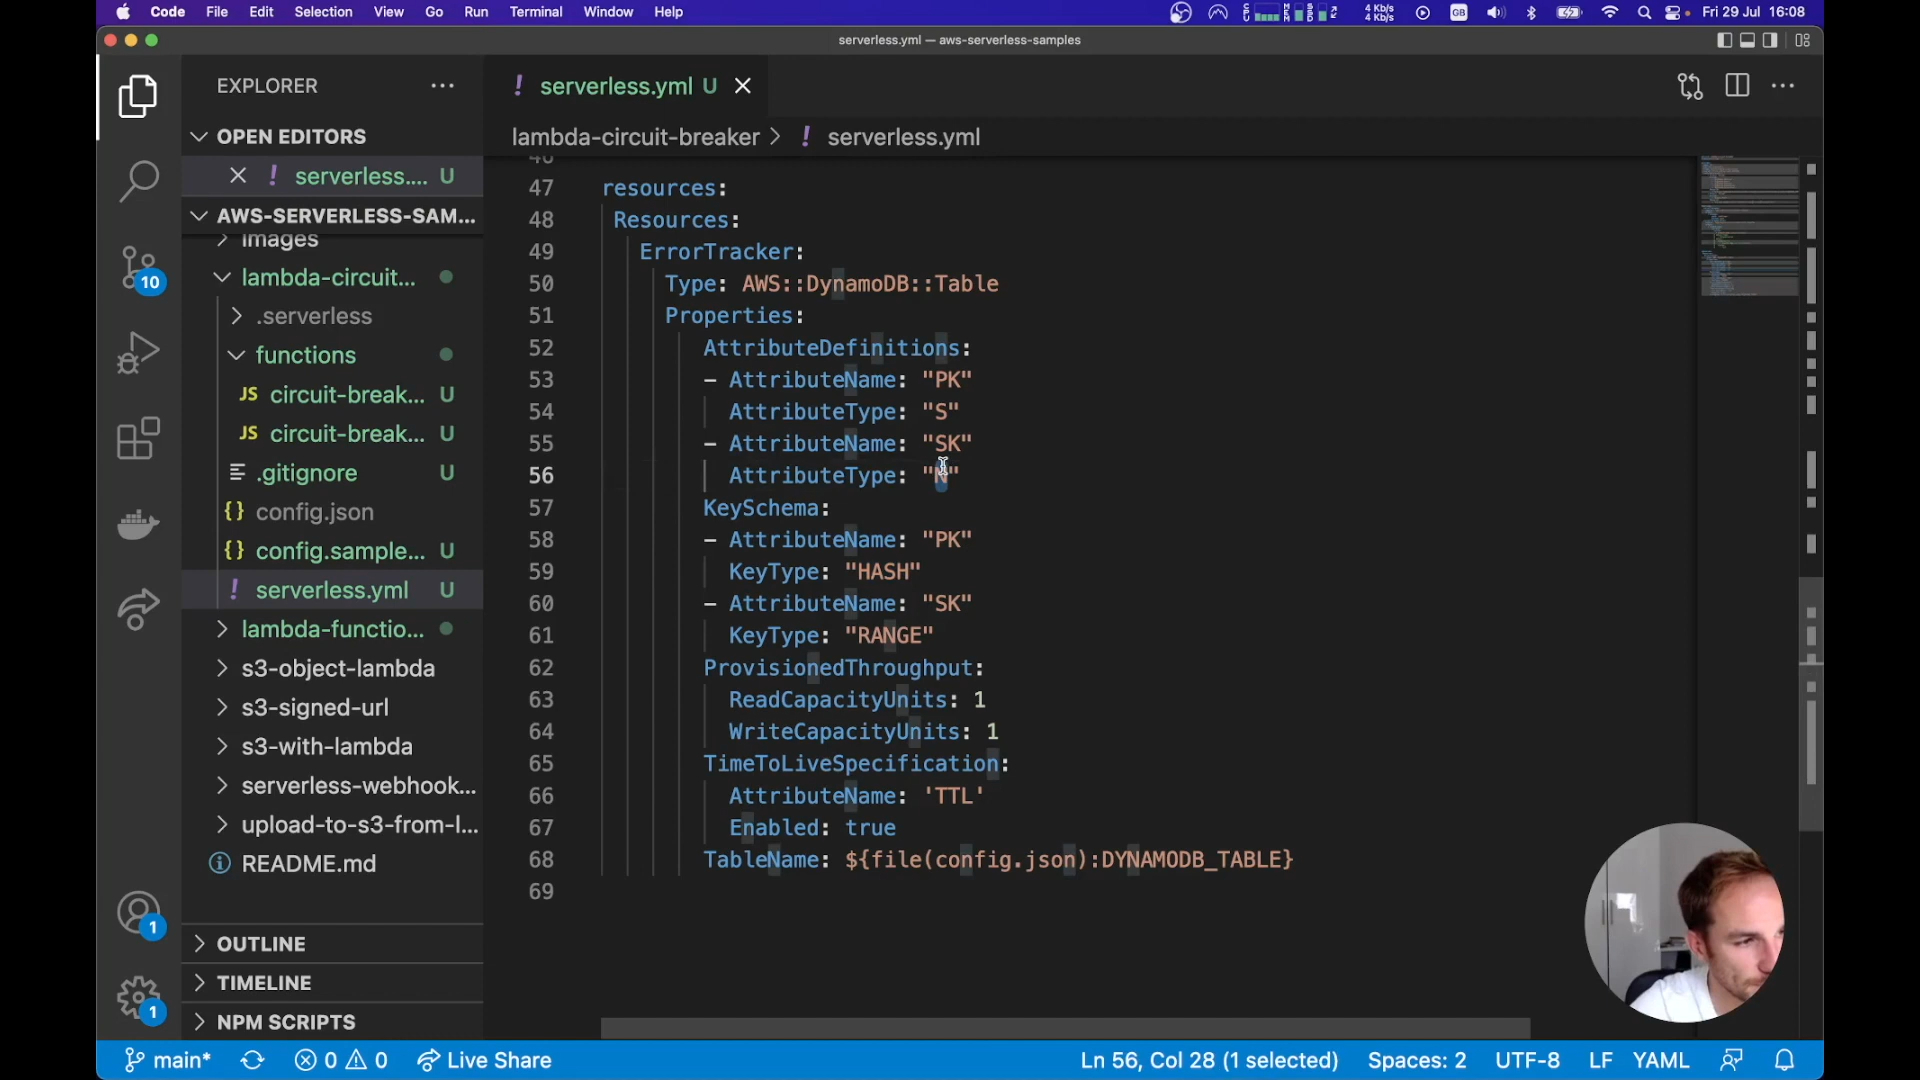 Code File Edit Selection View Go Run Terminal Window Help
4 Kb/s
4 Kb/s
GB
Fri 29 Jul 16:08
serverless.yml — aws-serverless-samples
EXPLORER
OPEN EDITORS
! serverless.... U
AWS-SERVERLESS-SAM...
images
lambda-circuit...
.serverless
functions
JS circuit-break... U
JS circuit-break... U
.gitignore U
{} config.json
{} config.sample... U
! serverless.yml U
lambda-functio...
s3-object-lambda
s3-signed-url
s3-with-lambda
serverless-webhook...
upload-to-s3-from-l...
README.md
OUTLINE
TIMELINE
NPM SCRIPTS
10
1
1
! serverless.yml U
lambda-circuit-breaker > ! serverless.yml
46
47 resources:
48 Resources:
49 ErrorTracker:
50 Type: AWS::DynamoDB::Table
51 Properties:
52 AttributeDefinitions:
53 - AttributeName: "PK"
54 AttributeType: "S"
55 - AttributeName: "SK"
56 AttributeType: "N"
57 KeySchema:
58 - AttributeName: "PK"
59 KeyType: "HASH"
60 - AttributeName: "SK"
61 KeyType: "RANGE"
62 ProvisionedThroughput:
63 ReadCapacityUnits: 1
64 WriteCapacityUnits: 1
65 TimeToLiveSpecification:
66 AttributeName: 'TTL'
67 Enabled: true
68 TableName: ${file(config.json):DYNAMODB_TABLE}
69
main* 0 0 Live Share
Ln 56, Col 28 (1 selected) Spaces: 2 UTF-8 LF YAML